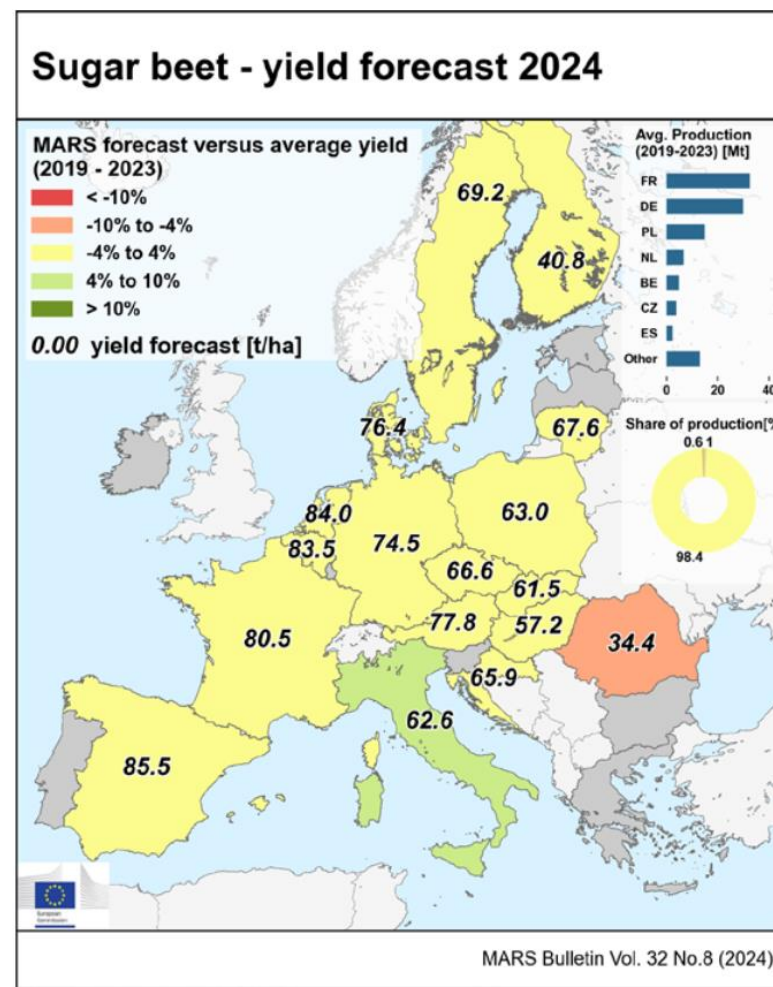 Sugar beet - yield forecast 2024
MARS forecast versus average yield
(2019 - 2023)
< -10%
-10% to -4%
-4% to 4%
4% to 10%
> 10%
0.00 yield forecast [t/ha]
Avg. Production
(2019-2023) [Mt]
FR
DE
PL
NL
BE
CZ
ES
Other
0 40
Share of production[%
0.6 1
98.4
69.2
40.8
76.4
67.6
84.0
63.0
83.5
74.5
66.6
61.5
77.8
57.2
80.5
34.4
65.9
62.6
85.5
European
Commission
MARS Bulletin Vol. 32 No.8 (2024)